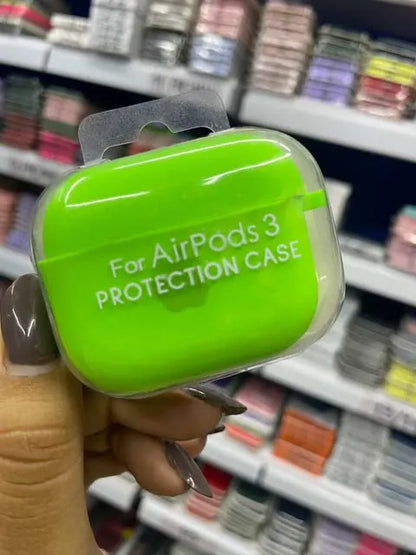 For AirPods 3
PROTECTION CASE